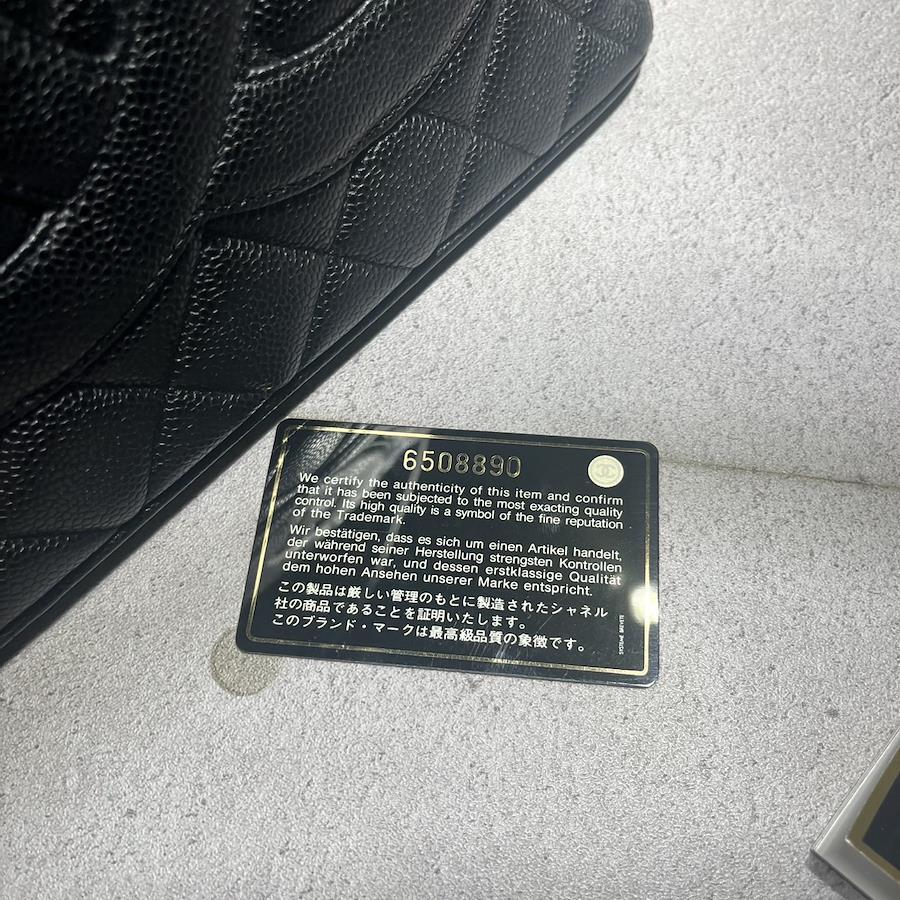 6508890
We certify the authenticity of this item and confirm
that it has been subjected to the most exacting quality
control. Its high quality is a symbol of the fine reputation
of the Trademark.
Wir bestätigen, dass es sich um einen Artikel handelt,
der während seiner Herstellung strengsten Kontrollen
unterworfen war, und dessen erstklassige Qualität
dem hohen Ansehen unserer Marke entspricht.
この製品は厳しい管理のもとに製造されたシャネル
社の商品であることを証明いたします。
このブランド・マークは最高級品質の象徴です。